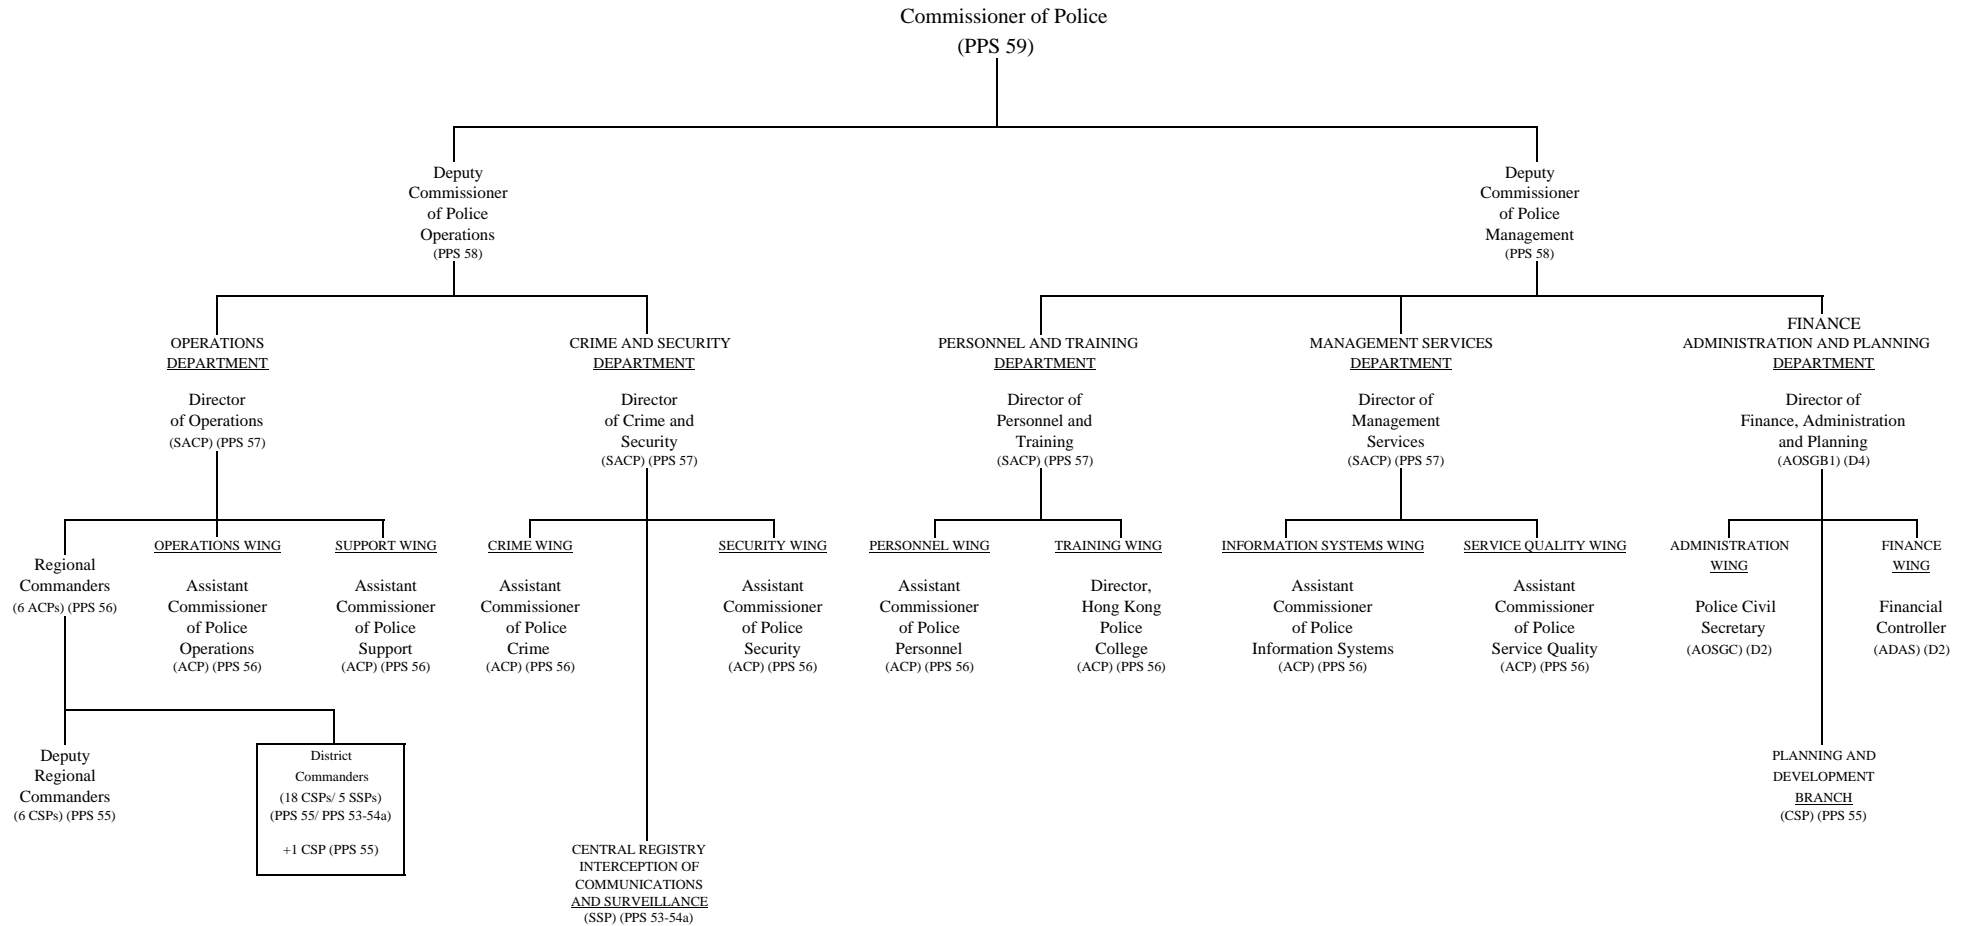 Commissioner of Police
(PPS 59)
Deputy
Commissioner
of Police
Operations
(PPS 58)
Deputy
Commissioner
of Police
Management
(PPS 58)
OPERATIONS
DEPARTMENT
Director
of Operations
(SACP) (PPS 57)
CRIME AND SECURITY
DEPARTMENT
Director
of Crime and
Security
(SACP) (PPS 57)
PERSONNEL AND TRAINING
DEPARTMENT
Director of
Personnel and
Training
(SACP) (PPS 57)
MANAGEMENT SERVICES
DEPARTMENT
Director of
Management
Services
(SACP) (PPS 57)
FINANCE
ADMINISTRATION AND PLANNING
DEPARTMENT
Director of
Finance, Administration
and Planning
(AOSGB1) (D4)
Regional
Commanders
(6 ACPs) (PPS 56)
OPERATIONS WING
Assistant
Commissioner
of Police
Operations
(ACP) (PPS 56)
SUPPORT WING
Assistant
Commissioner
of Police
Support
(ACP) (PPS 56)
CRIME WING
Assistant
Commissioner
of Police
Crime
(ACP) (PPS 56)
SECURITY WING
Assistant
Commissioner
of Police
Security
(ACP) (PPS 56)
PERSONNEL WING
Assistant
Commissioner
of Police
Personnel
(ACP) (PPS 56)
TRAINING WING
Director,
Hong Kong
Police
College
(ACP) (PPS 56)
INFORMATION SYSTEMS WING
Assistant
Commissioner
of Police
Information Systems
(ACP) (PPS 56)
SERVICE QUALITY WING
Assistant
Commissioner
of Police
Service Quality
(ACP) (PPS 56)
ADMINISTRATION
WING
Police Civil
Secretary
(AOSGC) (D2)
FINANCE
WING
Financial
Controller
(ADAS) (D2)
Deputy
Regional
Commanders
(6 CSPs) (PPS 55)
District
Commanders
(18 CSPs/ 5 SSPs)
(PPS 55/ PPS 53-54a)
+1 CSP (PPS 55)
CENTRAL REGISTRY
INTERCEPTION OF
COMMUNICATIONS
AND SURVEILLANCE
(SSP) (PPS 53-54a)
PLANNING AND
DEVELOPMENT
BRANCH
(CSP) (PPS 55)